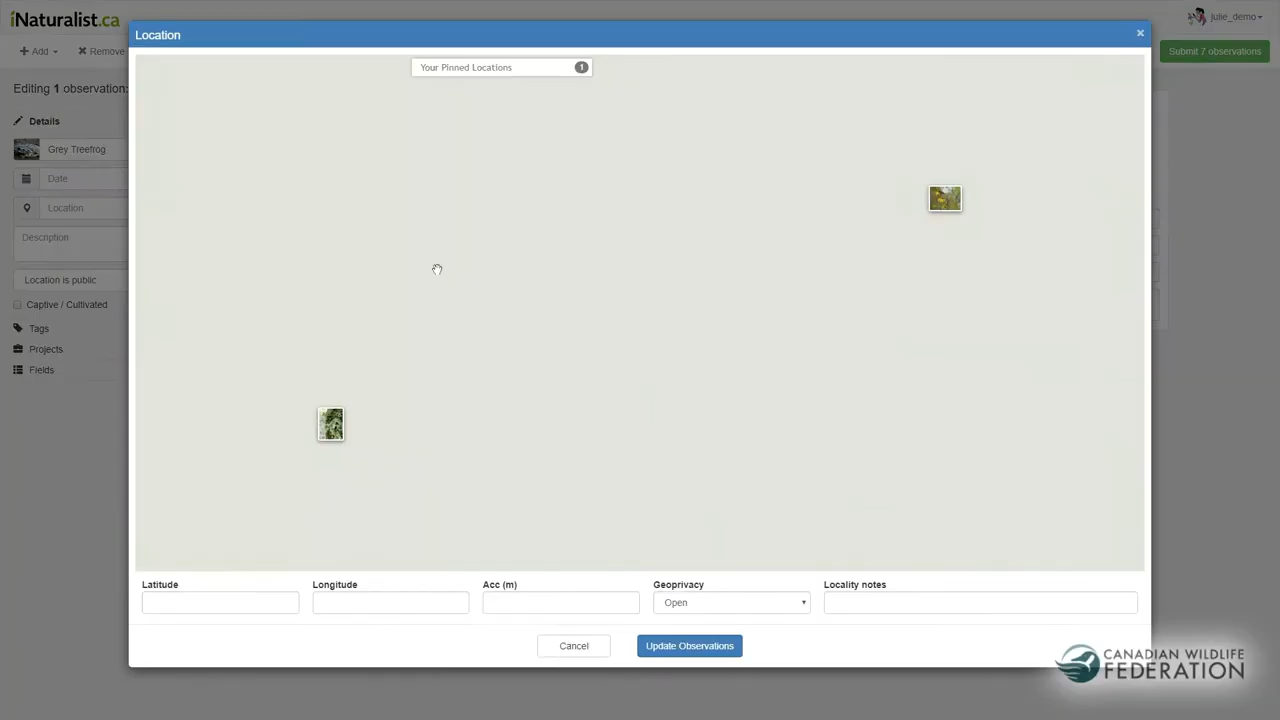 iNaturalist.ca
julie_demo
Add
Remove
Submit 7 observations
Editing 1 observation:
Details
Grey Treefrog
Date
Location
Description
Location is public
Captive / Cultivated
Tags
Projects
Fields
Location
×
Your Pinned Locations 1
Latitude
Longitude
Acc (m)
Geoprivacy
Locality notes
Open
Cancel
Update Observations
CANADIAN WILDLIFE
FEDERATION